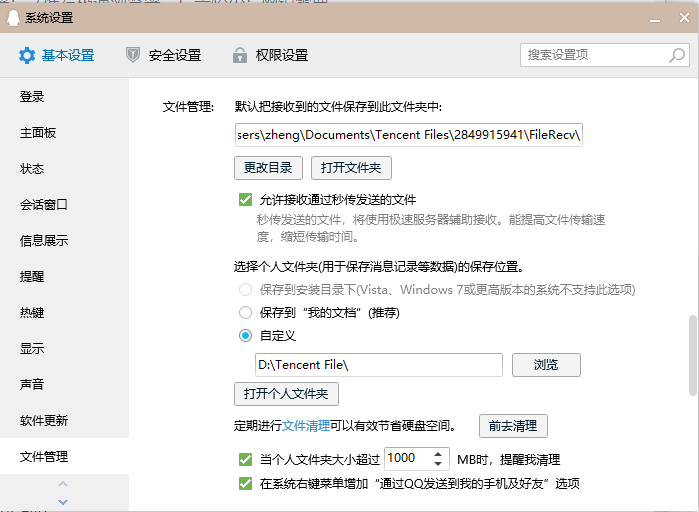 系统设置
基本设置
安全设置
权限设置
搜索设置项
登录
主面板
状态
会话窗口
信息展示
提醒
热键
显示
声音
软件更新
文件管理
文件管理:
默认把接收到的文件保存到此文件夹中:
sers\zheng\Documents\Tencent Files\2849915941\FileRecv\
更改目录
打开文件夹
允许接收通过秒传发送的文件
秒传发送的文件，将使用极速服务器辅助接收。能提高文件传输速
度，缩短传输时间。
选择个人文件夹(用于保存消息记录等数据)的保存位置。
保存到安装目录下(Vista、Windows 7或更高版本的系统不支持此选项)
保存到“我的文档”(推荐)
自定义
D:\Tencent File\
浏览
打开个人文件夹
定期进行文件清理可以有效节省硬盘空间。
前去清理
当个人文件夹大小超过 1000 MB时，提醒我清理
在系统右键菜单增加“通过QQ发送到我的手机及好友”选项